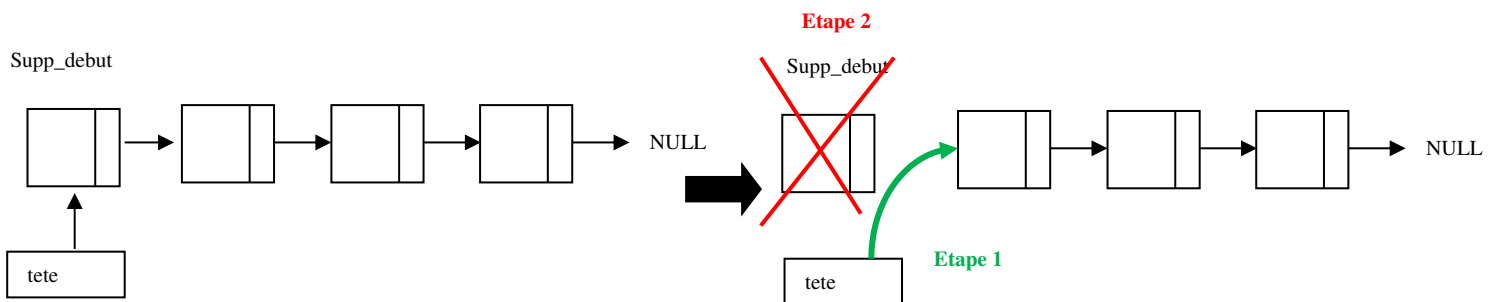 Etape 2
Supp_debut
Supp_debut
NULL
NULL
Etape 1
tete
tete